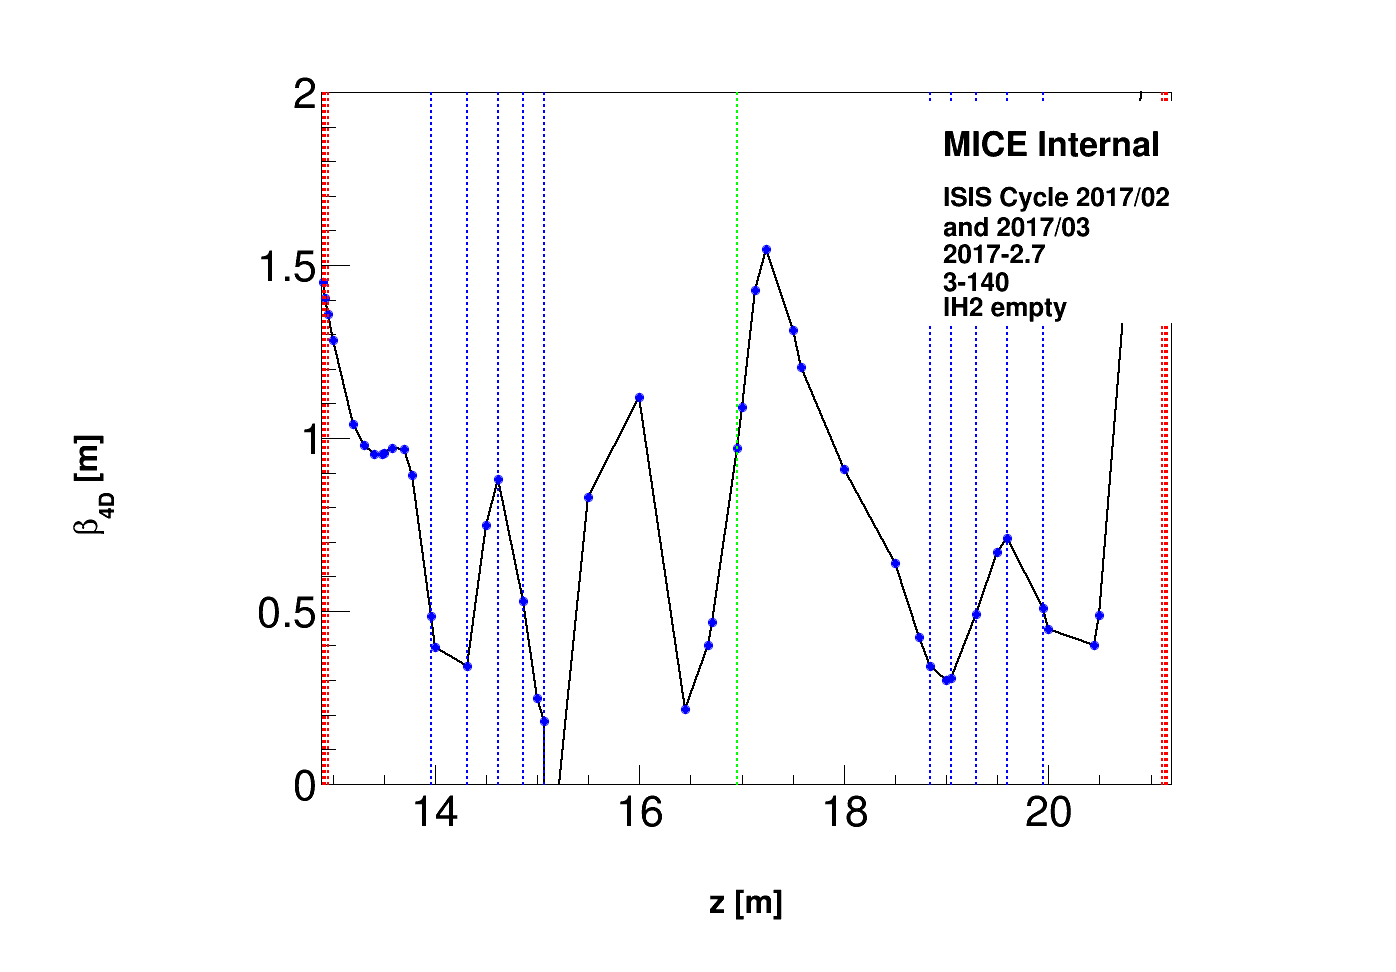 2
1.5
1
0.5
0
14 16 18 20
β4D [m]
z [m]
MICE Internal
ISIS Cycle 2017/02
and 2017/03
2017-2.7
3-140
lH2 empty